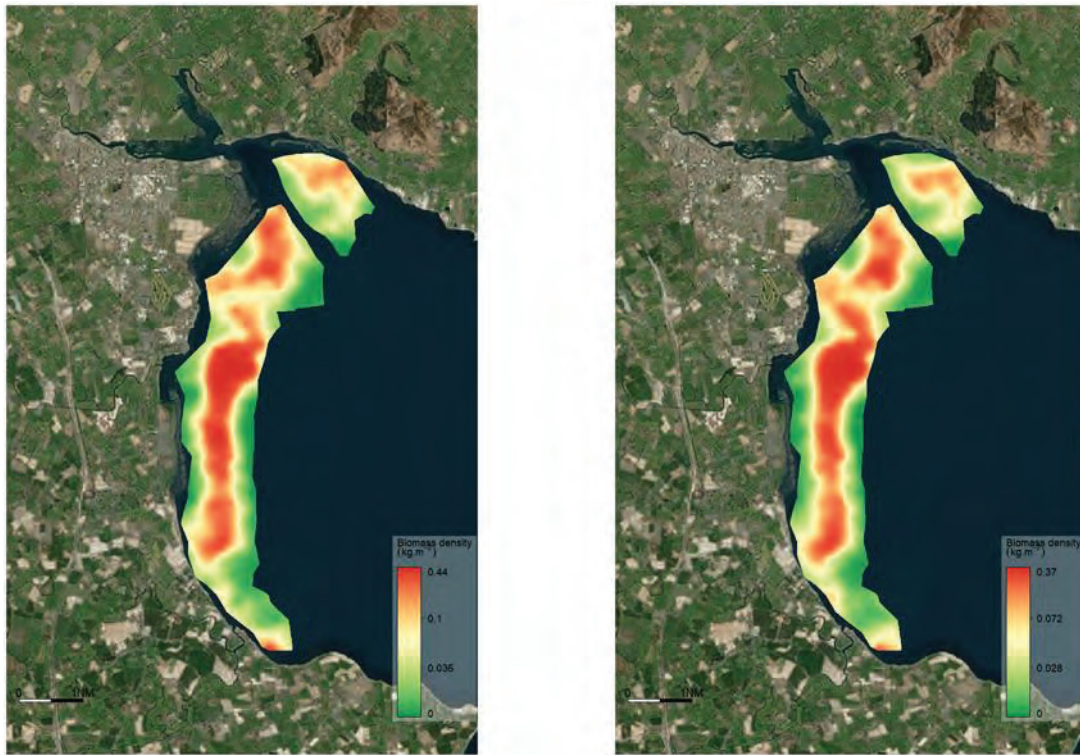 Biomass density
(kg.m⁻²)
0.44
0.1
0.035
0
0 1NM
Biomass density
(kg.m⁻²)
0.37
0.072
0.028
0
0 1NM